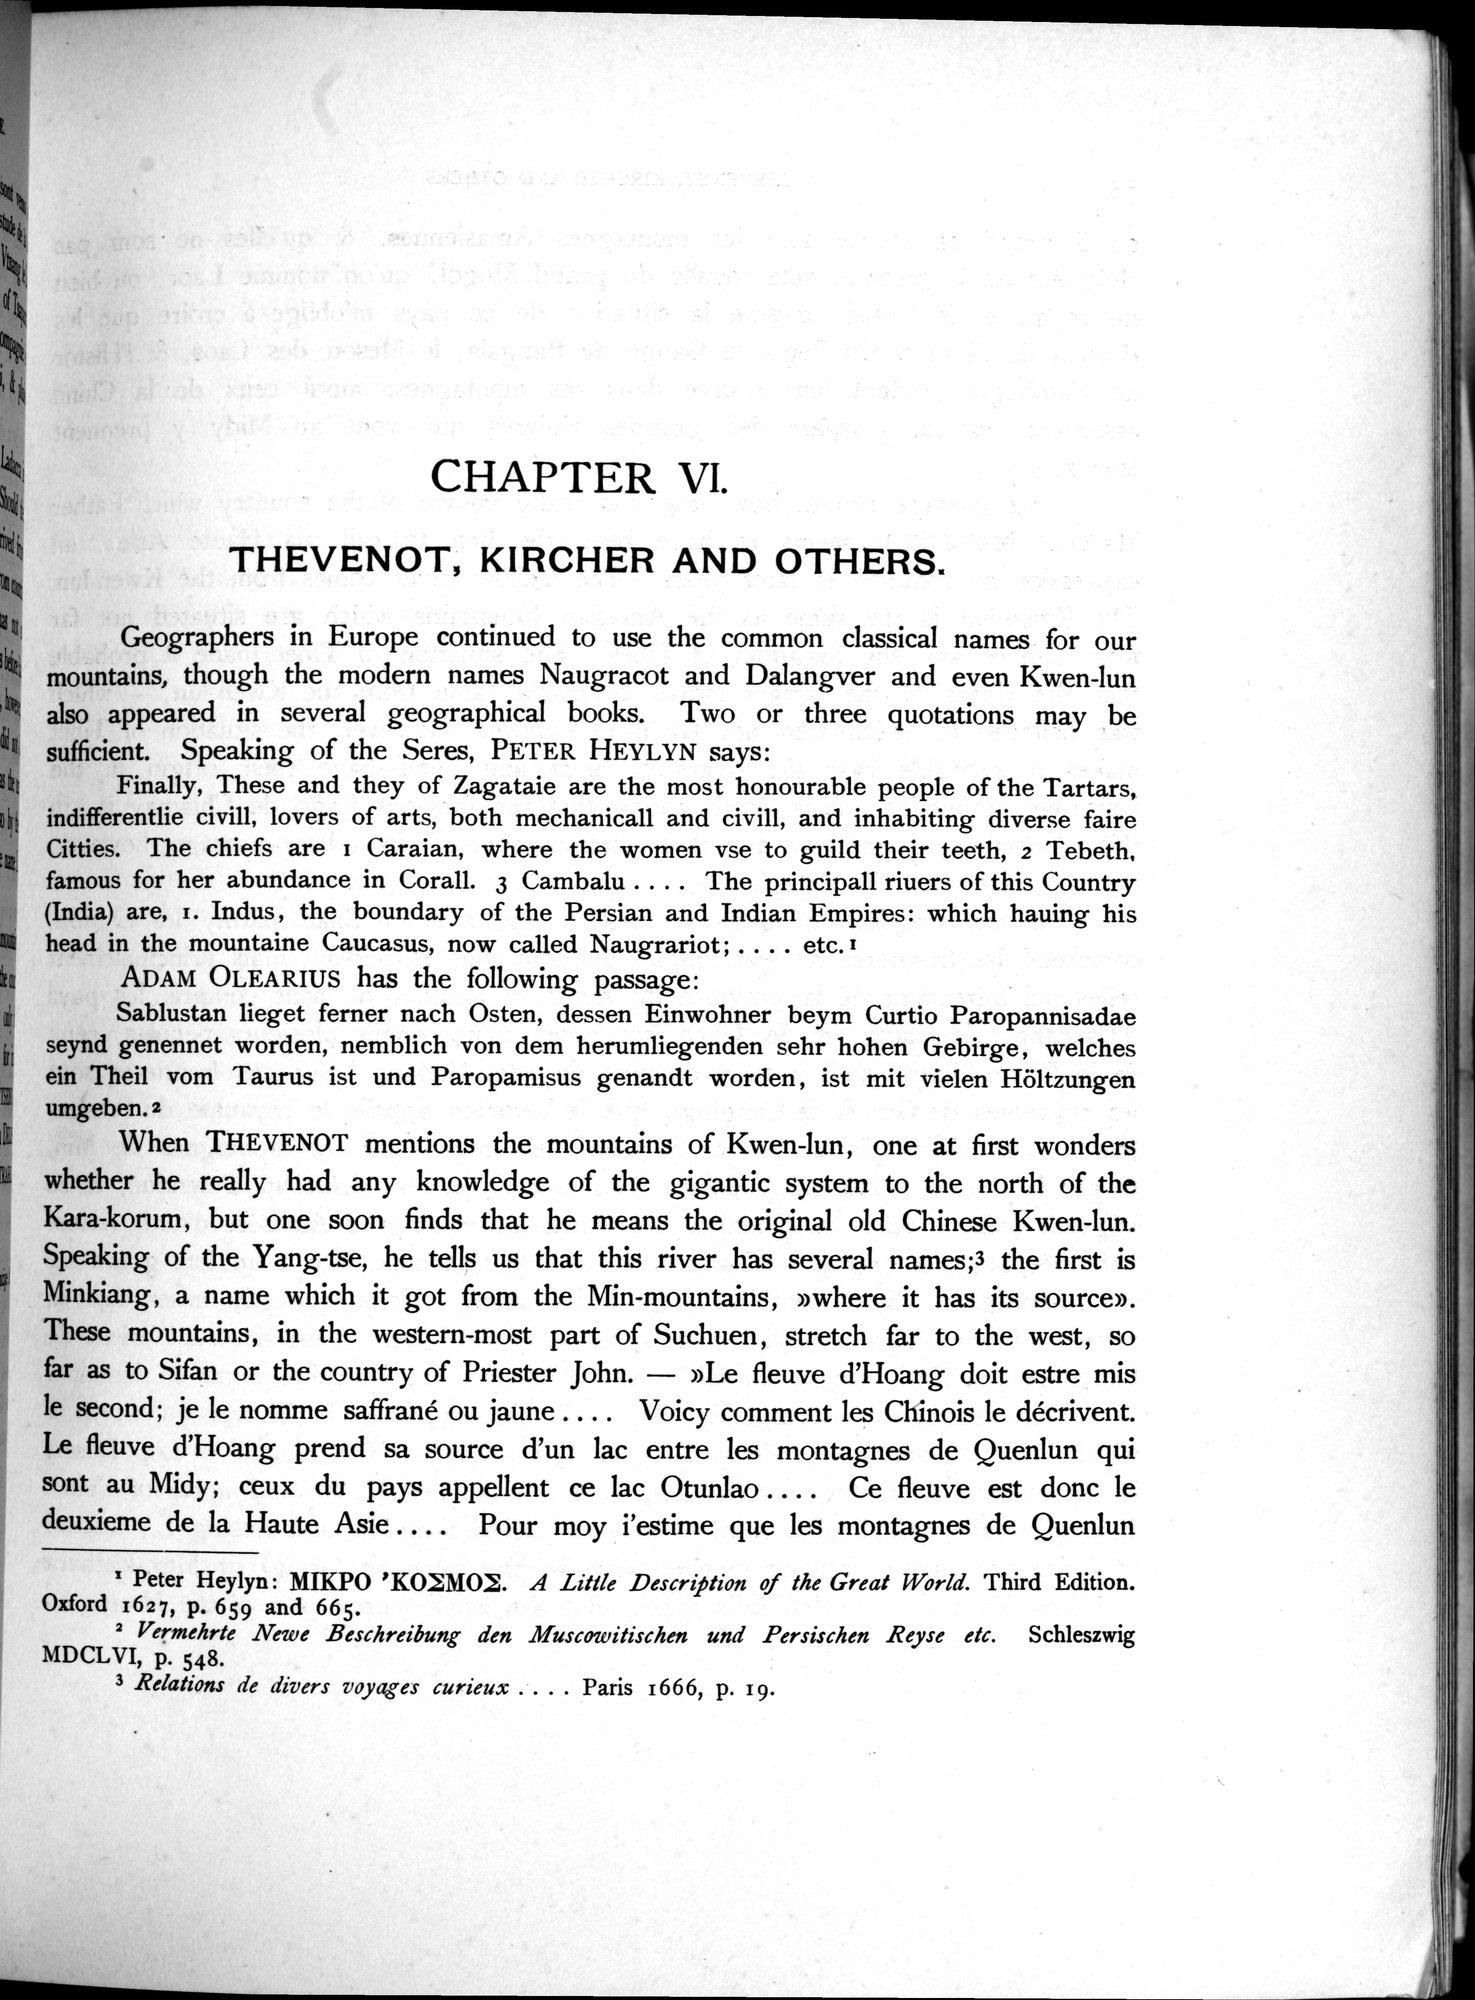 CHAPTER VI.
THEVENOT, KIRCHER AND OTHERS.
Geographers in Europe continued to use the common classical names for our
mountains, though the modern names Naugracot and Dalangver and even Kwen-lun
also appeared in several geographical books. Two or three quotations may be
sufficient. Speaking of the Seres, PETER HEYLYN says:
Finally, These and they of Zagataie are the most honourable people of the Tartars,
indifferentlie civill, lovers of arts, both mechanicall and civill, and inhabiting diverse faire
Citties. The chiefs are 1 Caraian, where the women vse to guild their teeth, 2 Tebeth,
famous for her abundance in Corall. 3 Cambalu .... The principall riuers of this Country
(India) are, 1. Indus, the boundary of the Persian and Indian Empires: which hauing his
head in the mountaine Caucasus, now called Naugrariot; .... etc.¹
ADAM OLEARIUS has the following passage:
Sablustan lieget ferner nach Osten, dessen Einwohner beym Curtio Paropannisadae
seynd genennet worden, nemblich von dem herumliegenden sehr hohen Gebirge, welches
ein Theil vom Taurus ist und Paropamisus genandt worden, ist mit vielen Höltzungen
umgeben.²
When THEVENOT mentions the mountains of Kwen-lun, one at first wonders
whether he really had any knowledge of the gigantic system to the north of the
Kara-korum, but one soon finds that he means the original old Chinese Kwen-lun.
Speaking of the Yang-tse, he tells us that this river has several names;³ the first is
Minkiang, a name which it got from the Min-mountains, »where it has its source».
These mountains, in the western-most part of Suchuen, stretch far to the west, so
far as to Sifan or the country of Priester John. — »Le fleuve d'Hoang doit estre mis
le second; je le nomme saffrané ou jaune .... Voicy comment les Chinois le décrivent.
Le fleuve d'Hoang prend sa source d'un lac entre les montagnes de Quenlun qui
sont au Midy; ceux du pays appellent ce lac Otunlao .... Ce fleuve est donc le
deuxieme de la Haute Asie .... Pour moy i'estime que les montagnes de Quenlun
¹ Peter Heylyn: ΜΙΚΡΟ ʼΚΟΣΜΟΣ. A Little Description of the Great World. Third Edition.
Oxford 1627, p. 659 and 665.
² Vermehrte Newe Beschreibung den Muscowitischen und Persischen Reyse etc. Schleszwig
MDCLVI, p. 548.
³ Relations de divers voyages curieux .... Paris 1666, p. 19.